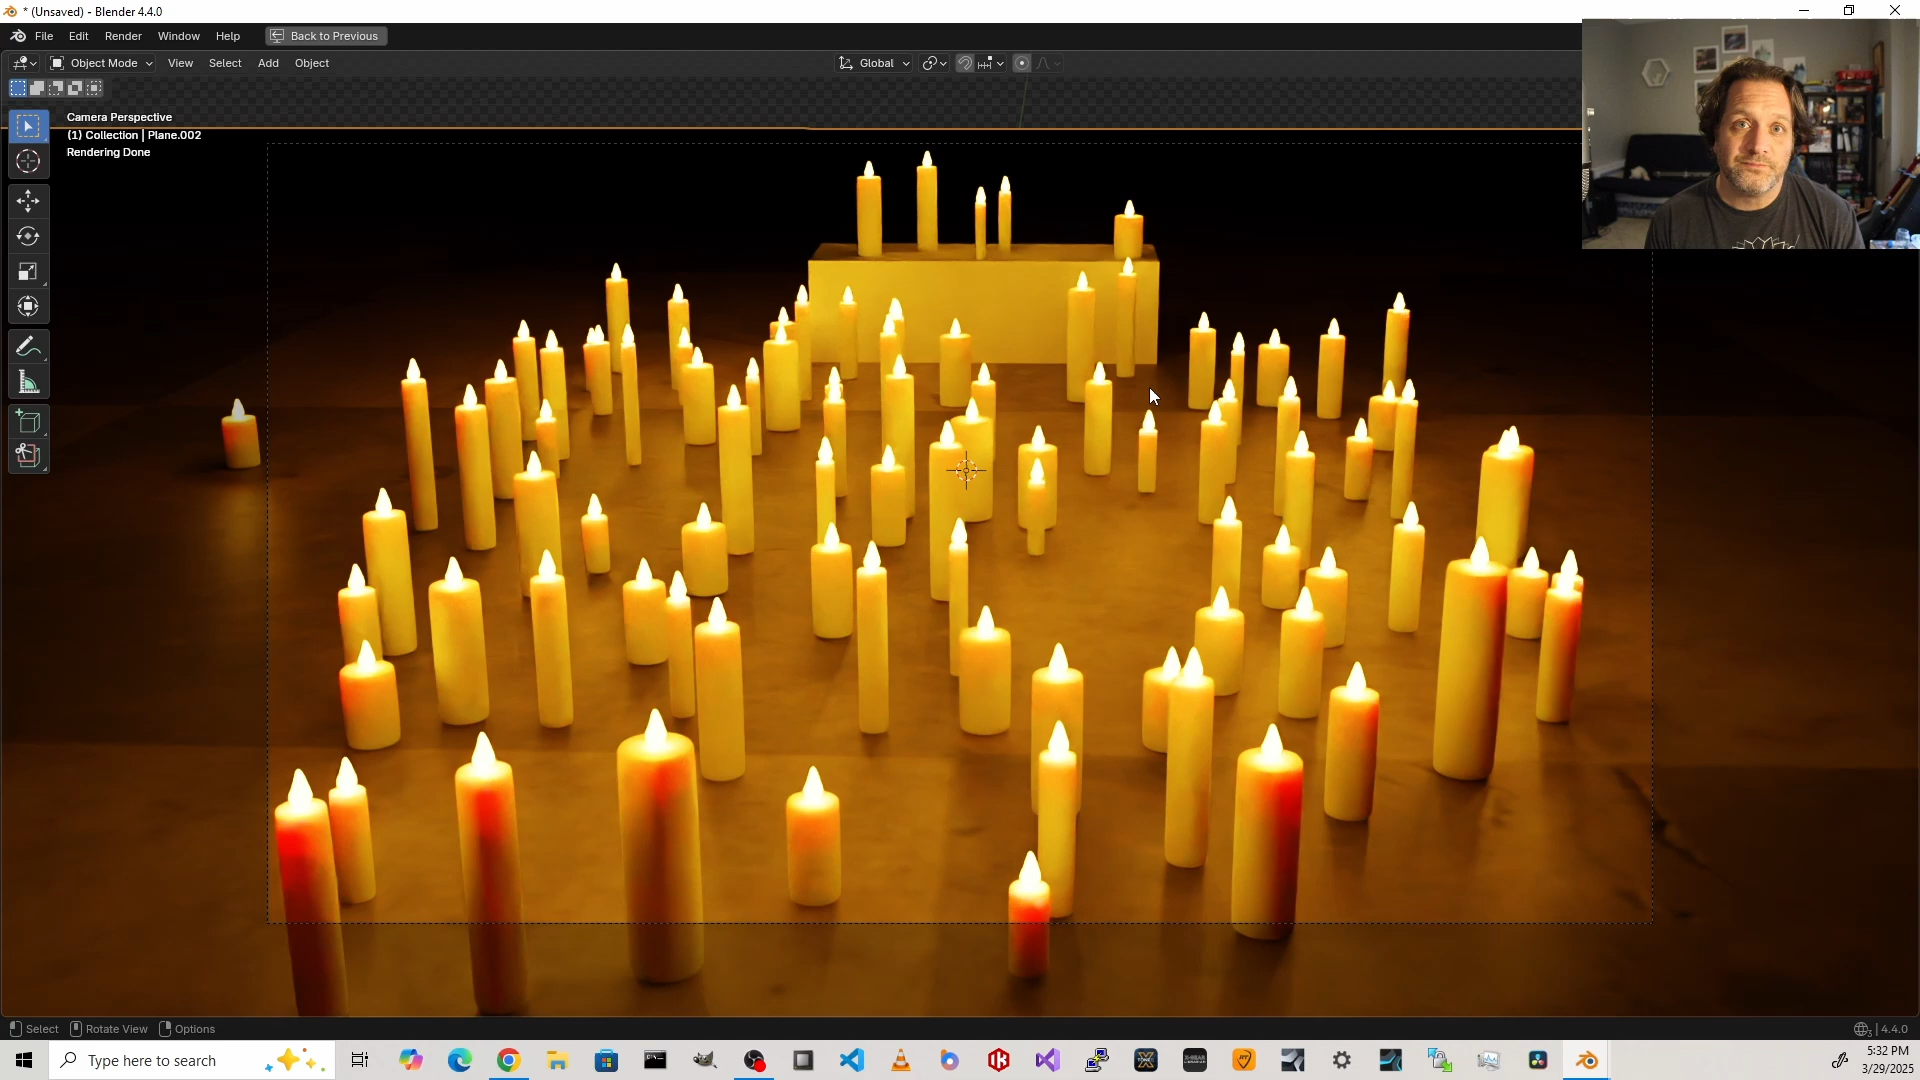 * (Unsaved) - Blender 4.4.0
File Edit Render Window Help Back to Previous
Object Mode View Select Add Object Global
Camera Perspective
(1) Collection | Plane.002
Rendering Done
Select Rotate View Options 4.4.0
Type here to search
5:32 PM
3/29/2025